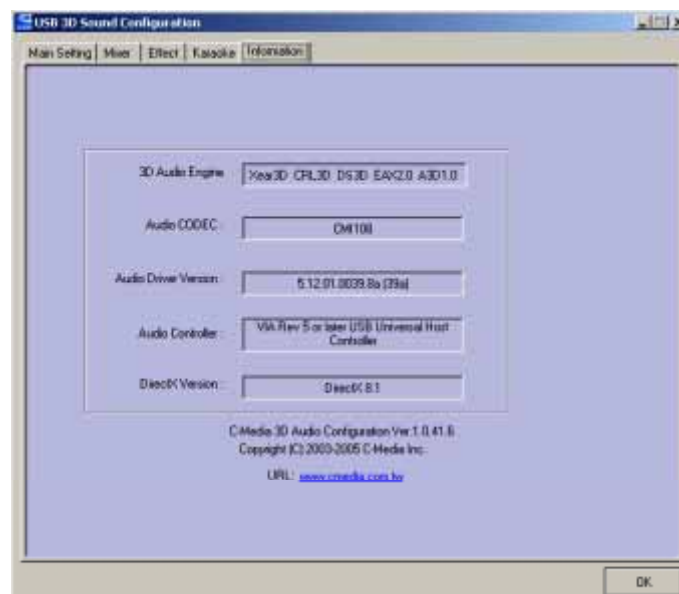 USB 3D Sound Configuration
Main Setting Mixer Effect Karaoke Information
3D Audio Engine Xear3D CRL3D DS3D EAX2.0 A3D1.0
Audio CODEC: CMI108
Audio Driver Version: 5.12.01.0039.8a (39a)
Audio Controller: VIA Rev 5 or later USB Universal Host
Controller
DirectX Version: DirectX 8.1
C-Media 3D Audio Configuration Ver:1.0.41.6
Copyright (C) 2003-2005 C-Media Inc.
URL: www.cmedia.com.tw
OK